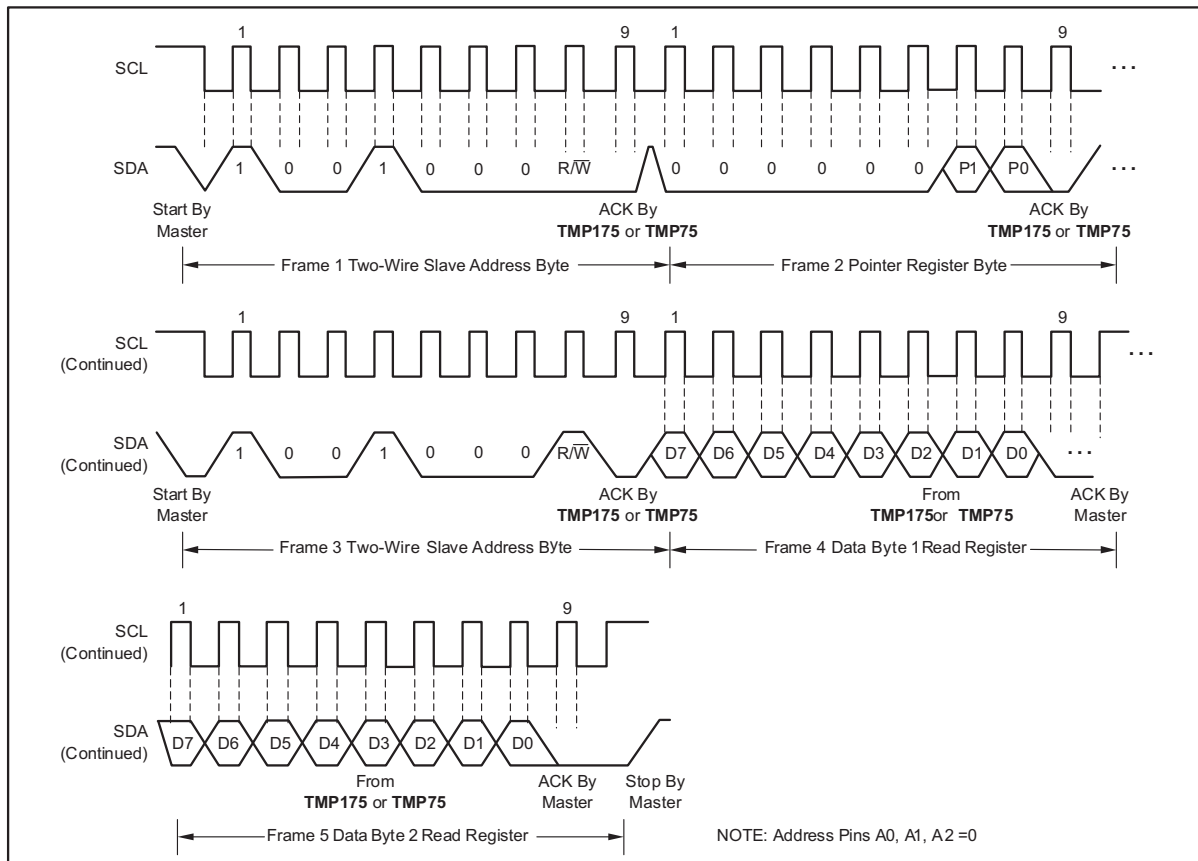 1 9 1 9
SCL ...
SDA 1 0 0 1 0 0 0 R/W̅ 0 0 0 0 0 0 P1 P0 ...
Start By Master
ACK By TMP175 or TMP75
ACK By TMP175 or TMP75
Frame 1 Two-Wire Slave Address Byte
Frame 2 Pointer Register Byte
1 9 1 9
SCL (Continued) ...
SDA (Continued) 1 0 0 1 0 0 0 R/W̅ D7 D6 D5 D4 D3 D2 D1 D0 ...
Start By Master
ACK By TMP175 or TMP75
From TMP175or TMP75
ACK By Master
Frame 3 Two-Wire Slave Address Byte
Frame 4 Data Byte 1 Read Register
1 9
SCL (Continued)
SDA (Continued) D7 D6 D5 D4 D3 D2 D1 D0
From TMP175 or TMP75
ACK By Master
Stop By Master
Frame 5 Data Byte 2 Read Register
NOTE: Address Pins A0, A1, A2 =0